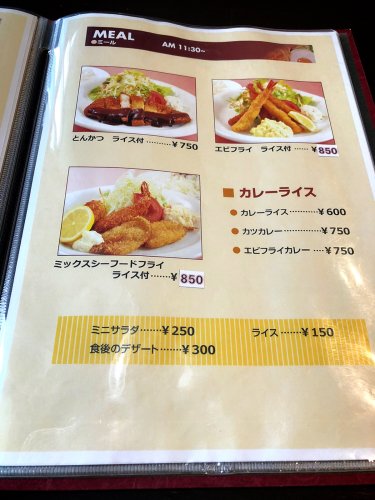 MEAL
●ミール
AM 11:30~
とんかつ ライス付 ………¥750
エビフライ ライス付 …¥850
ミックスシーフードフライ
ライス付……¥ 850
■ カレーライス
● カレーライス…………¥600
● カツカレー…………¥750
● エビフライカレー …¥750
ミニサラダ……¥250
ライス………¥150
食後のデザート……¥300